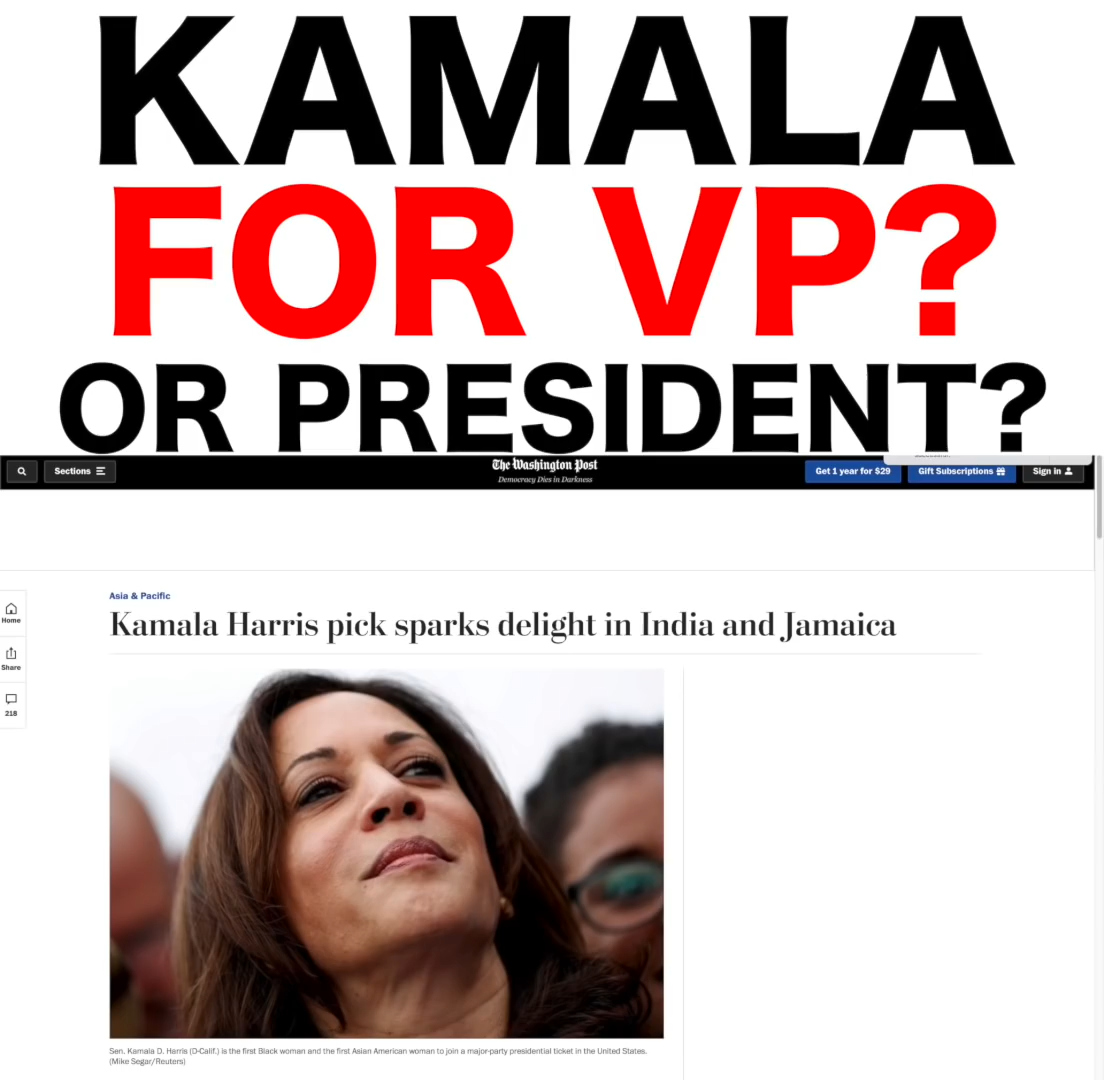 KAMALA
FOR VP?
OR PRESIDENT?
Sections
The Washington Post
Democracy Dies in Darkness
Get 1 year for $29
Gift Subscriptions
Sign in
Home
Share
218
Asia & Pacific
Kamala Harris pick sparks delight in India and Jamaica
Sen. Kamala D. Harris (D-Calif.) is the first Black woman and the first Asian American woman to join a major-party presidential ticket in the United States.
(Mike Segar/Reuters)